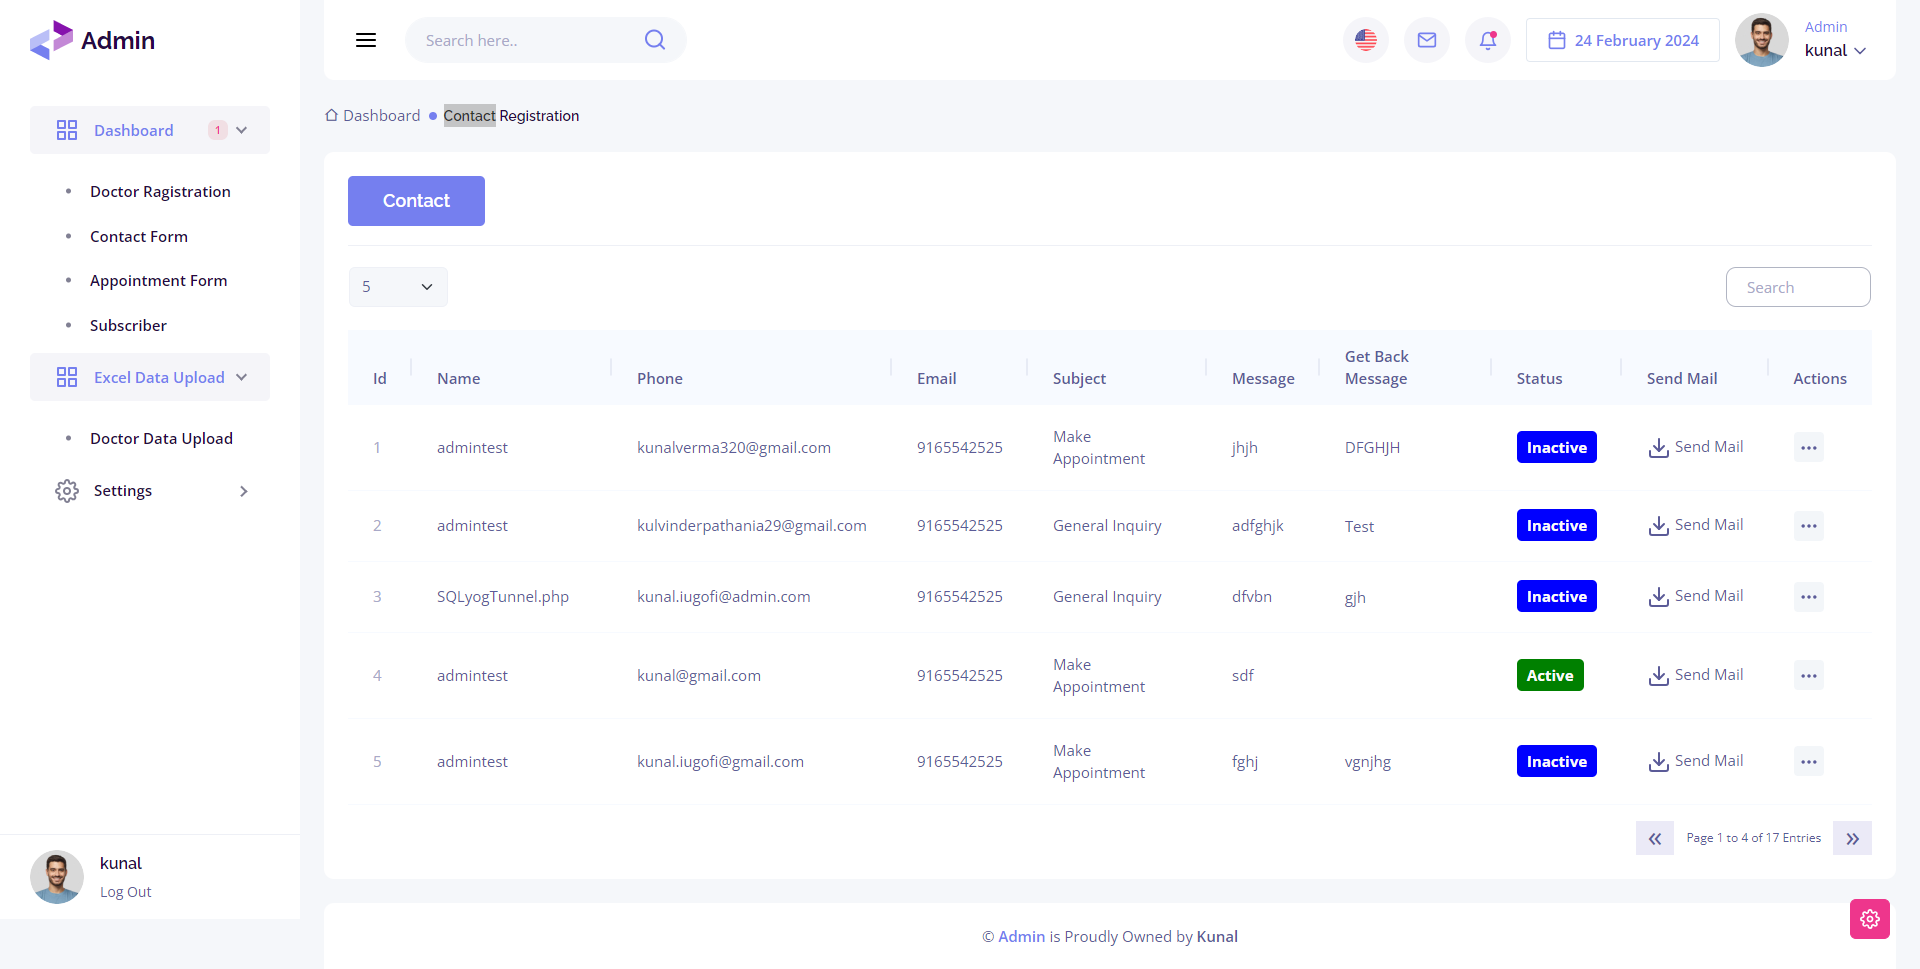 Admin
Search here..
24 February 2024
Admin
kunal
Dashboard 1
Doctor Ragistration
Contact Form
Appointment Form
Subscriber
Excel Data Upload
Doctor Data Upload
Settings
kunal
Log Out
Dashboard Contact Registration
Contact
5
Search
Id Name Phone Email Subject Message Get Back Message Status Send Mail Actions
1 admintest kunalverma320@gmail.com 9165542525 Make Appointment jhjh DFGHJH Inactive Send Mail
2 admintest kulvinderpathania29@gmail.com 9165542525 General Inquiry adfghjk Test Inactive Send Mail
3 SQLyogTunnel.php kunal.iugofi@admin.com 9165542525 General Inquiry dfvbn gjh Inactive Send Mail
4 admintest kunal@gmail.com 9165542525 Make Appointment sdf Active Send Mail
5 admintest kunal.iugofi@gmail.com 9165542525 Make Appointment fghj vgnjhg Inactive Send Mail
« Page 1 to 4 of 17 Entries »
© Admin is Proudly Owned by Kunal